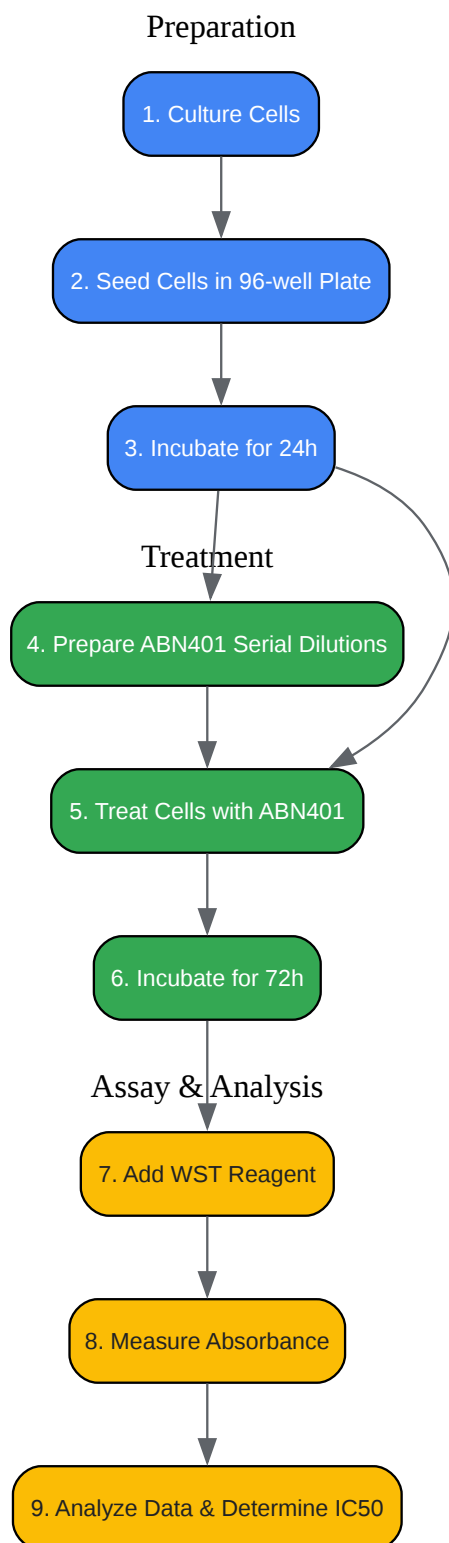 Preparation
1. Culture Cells
2. Seed Cells in 96-well Plate
3. Incubate for 24h
Treatment
4. Prepare ABN401 Serial Dilutions
5. Treat Cells with ABN401
6. Incubate for 72h
Assay & Analysis
7. Add WST Reagent
8. Measure Absorbance
9. Analyze Data & Determine IC50